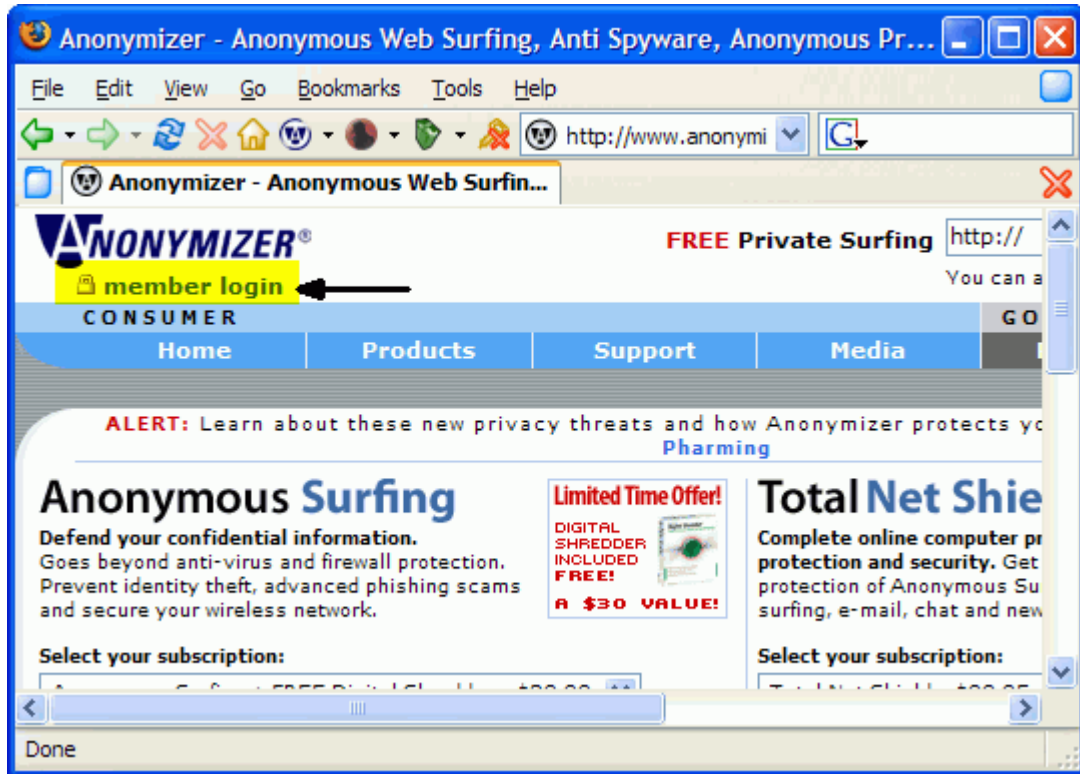 Anonymizer - Anonymous Web Surfing, Anti Spyware, Anonymous Pr...
File Edit View Go Bookmarks Tools Help
http://www.anonymi
G
Anonymizer - Anonymous Web Surfin...
ANONYMIZER®
FREE Private Surfing http://
member login
You can a
CONSUMER
GO
Home Products Support Media
ALERT: Learn about these new privacy threats and how Anonymizer protects yo
Pharming
Anonymous Surfing
Defend your confidential information.
Goes beyond anti-virus and firewall protection.
Prevent identity theft, advanced phishing scams
and secure your wireless network.
Select your subscription:
Limited Time Offer!
DIGITAL
SHREDDER
INCLUDED
FREE!
A $30 VALUE!
Total Net Shie
Complete online computer pr
protection and security. Get
protection of Anonymous Su
surfing, e-mail, chat and new
Select your subscription:
Done